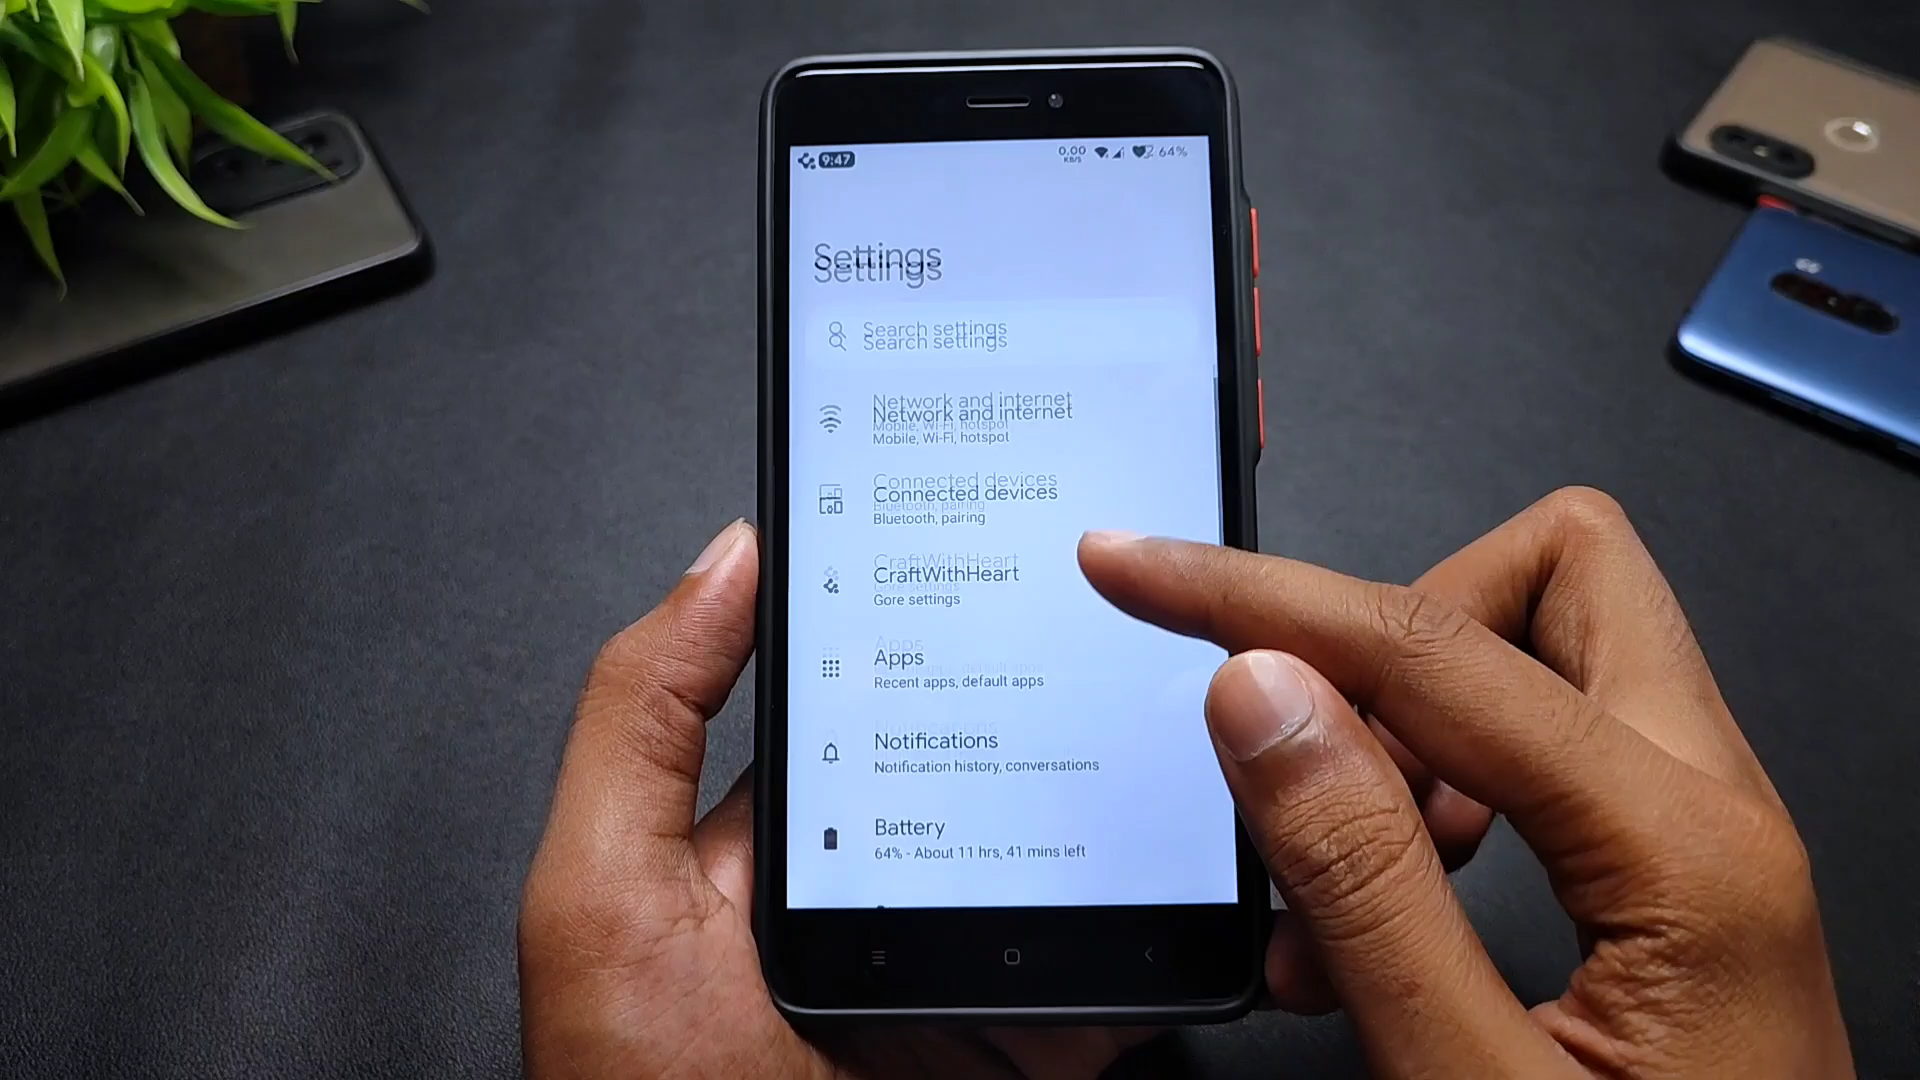 9:47 0.00 KB/S 64%
Settings
Search settings
Network and internet
Mobile, Wi-Fi, hotspot
Connected devices
Bluetooth, pairing
CraftWithHeart
Gore settings
Apps
Recent apps, default apps
Notifications
Notification history, conversations
Battery
64% - About 11 hrs, 41 mins left